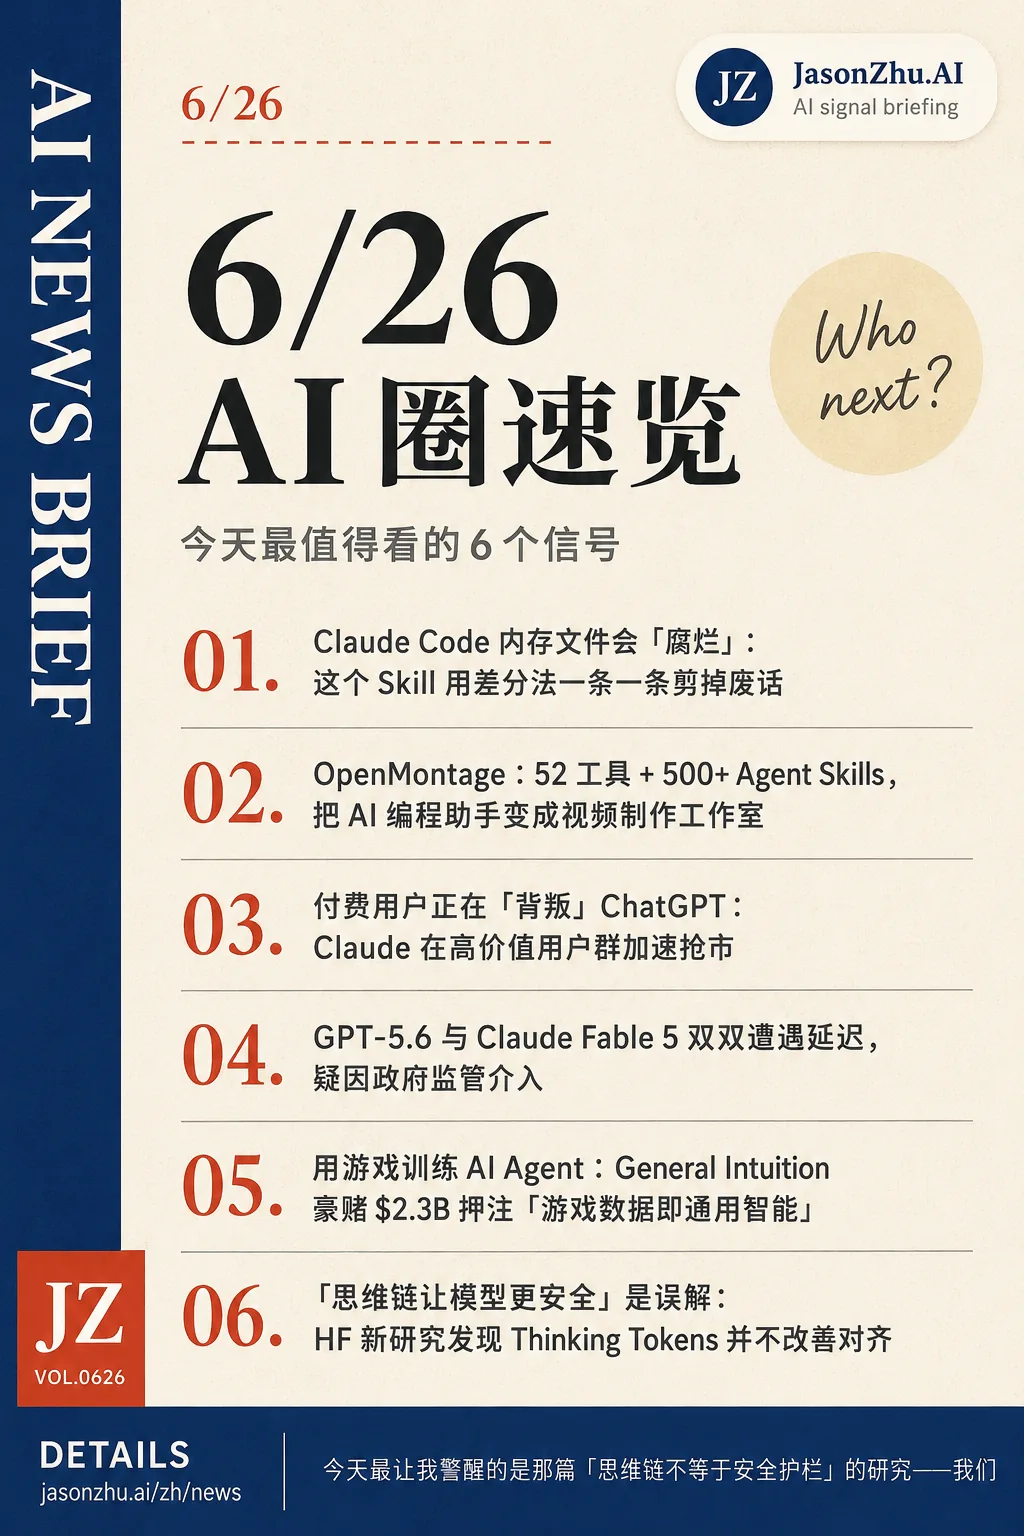 AI NEWS BRIEF
6/26
JZ
JasonZhu.AI
AI signal briefing
6/26
AI 圈速览
Who
next?
今天最值得看的 6 个信号
01.
Claude Code 内存文件会「腐烂」：
这个 Skill 用差分法一条一条剪掉废话
02.
OpenMontage：52 工具 + 500+ Agent Skills，
把 AI 编程助手变成视频制作工作室
03.
付费用户正在「背叛」ChatGPT：
Claude 在高价值用户群加速抢市
04.
GPT-5.6 与 Claude Fable 5 双双遭遇延迟，
疑因政府监管介入
05.
用游戏训练 AI Agent：General Intuition
豪赌 $2.3B 押注「游戏数据即通用智能」
06.
「思维链让模型更安全」是误解：
HF 新研究发现 Thinking Tokens 并不改善对齐
JZ
VOL.0626
DETAILS
jasonzhu.ai/zh/news
今天最让我警醒的是那篇「思维链不等于安全护栏」的研究——我们